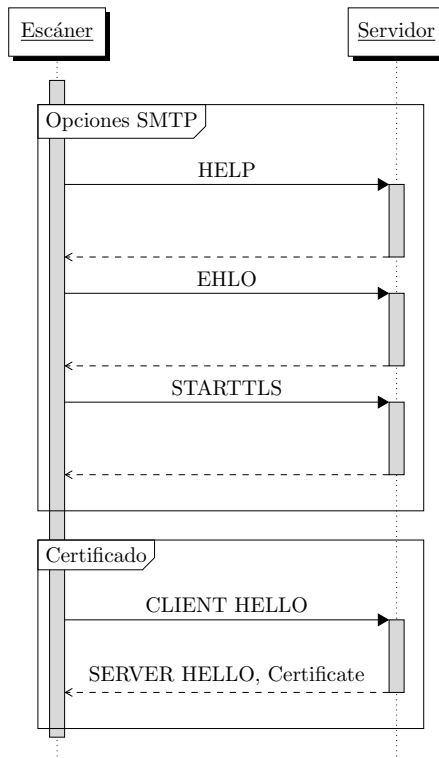 Escáner
Servidor
Opciones SMTP
HELP
EHLO
STARTTLS
Certificado
CLIENT HELLO
SERVER HELLO, Certificate